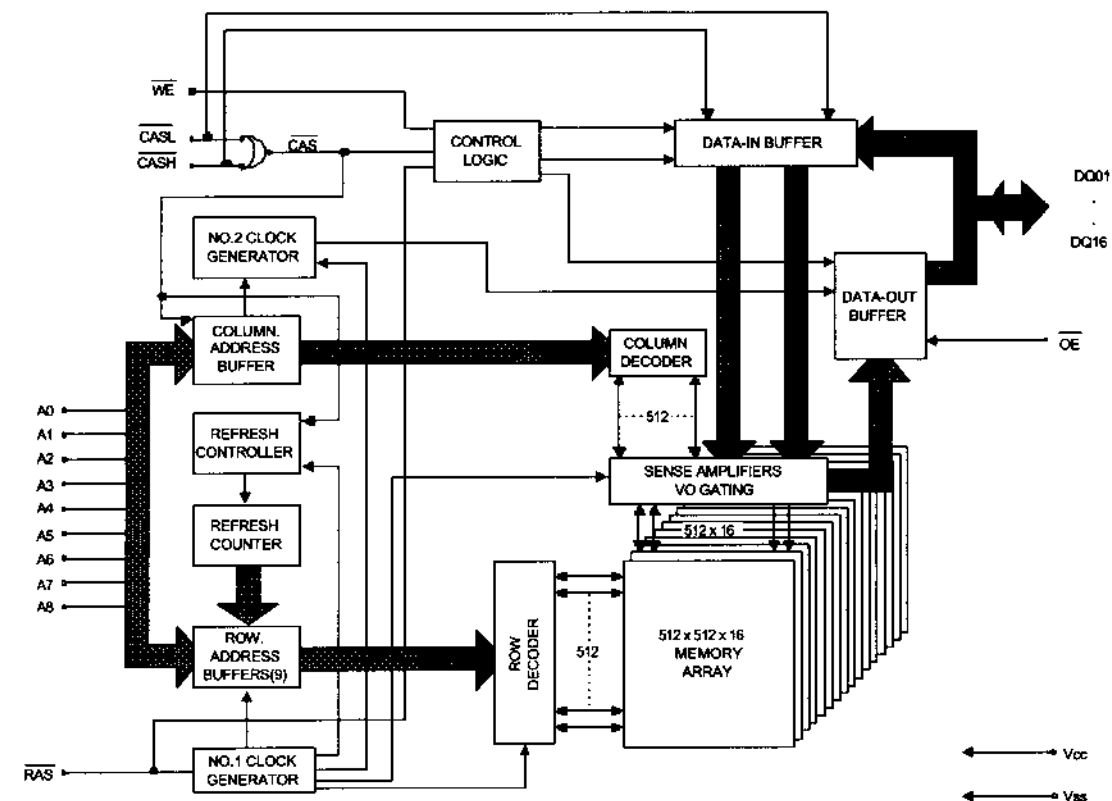 WE
CASL
CASH
CAS
CONTROL
LOGIC
DATA-IN BUFFER
DQ01
.
.
DQ16
NO.2 CLOCK
GENERATOR
DATA-OUT
BUFFER
OE
COLUMN.
ADDRESS
BUFFER
COLUMN
DECODER
512
A0
A1
A2
A3
A4
A5
A6
A7
A8
REFRESH
CONTROLLER
SENSE AMPLIFIERS
VO GATING
REFRESH
COUNTER
512 x 16
ROW.
ADDRESS
BUFFERS(9)
ROW
DECODER
512
512 x 512 x 16
MEMORY
ARRAY
RAS
NO.1 CLOCK
GENERATOR
Vcc
Vss